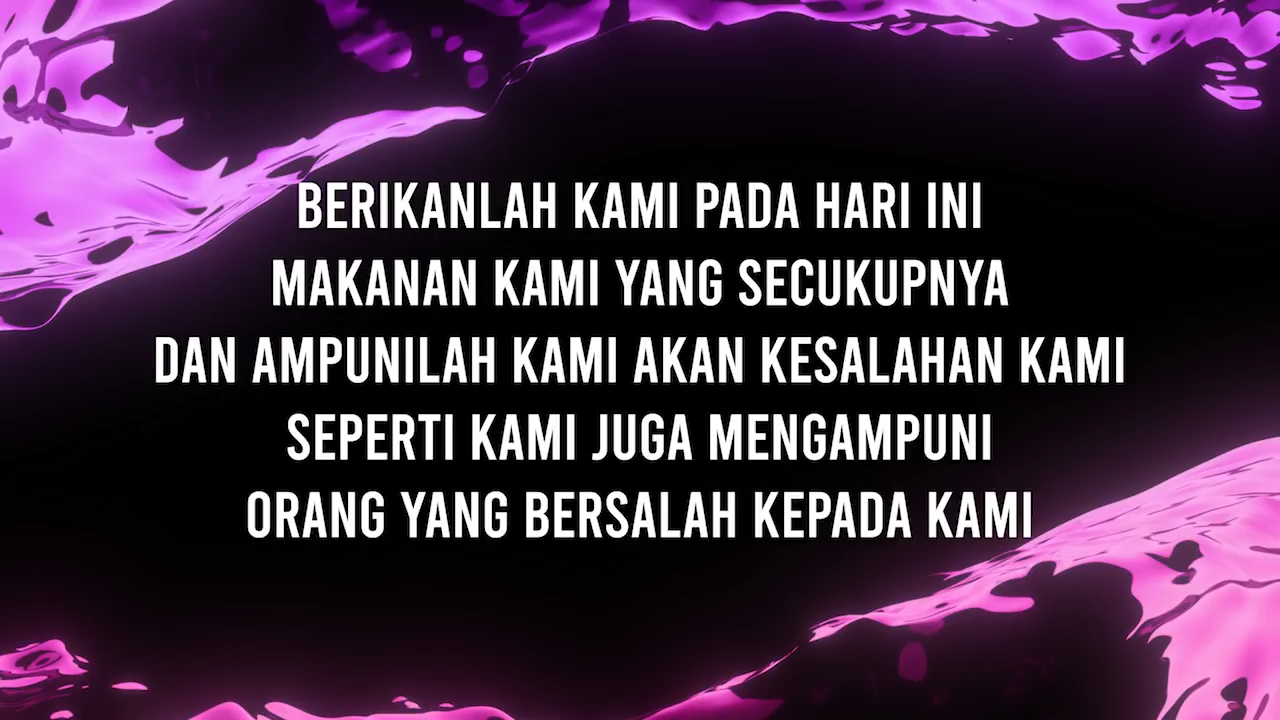 BERIKANLAH KAMI PADA HARI INI
MAKANAN KAMI YANG SECUKUPNYA
DAN AMPUNILAH KAMI AKAN KESALAHAN KAMI
SEPERTI KAMI JUGA MENGAMPUNI
ORANG YANG BERSALAH KEPADA KAMI